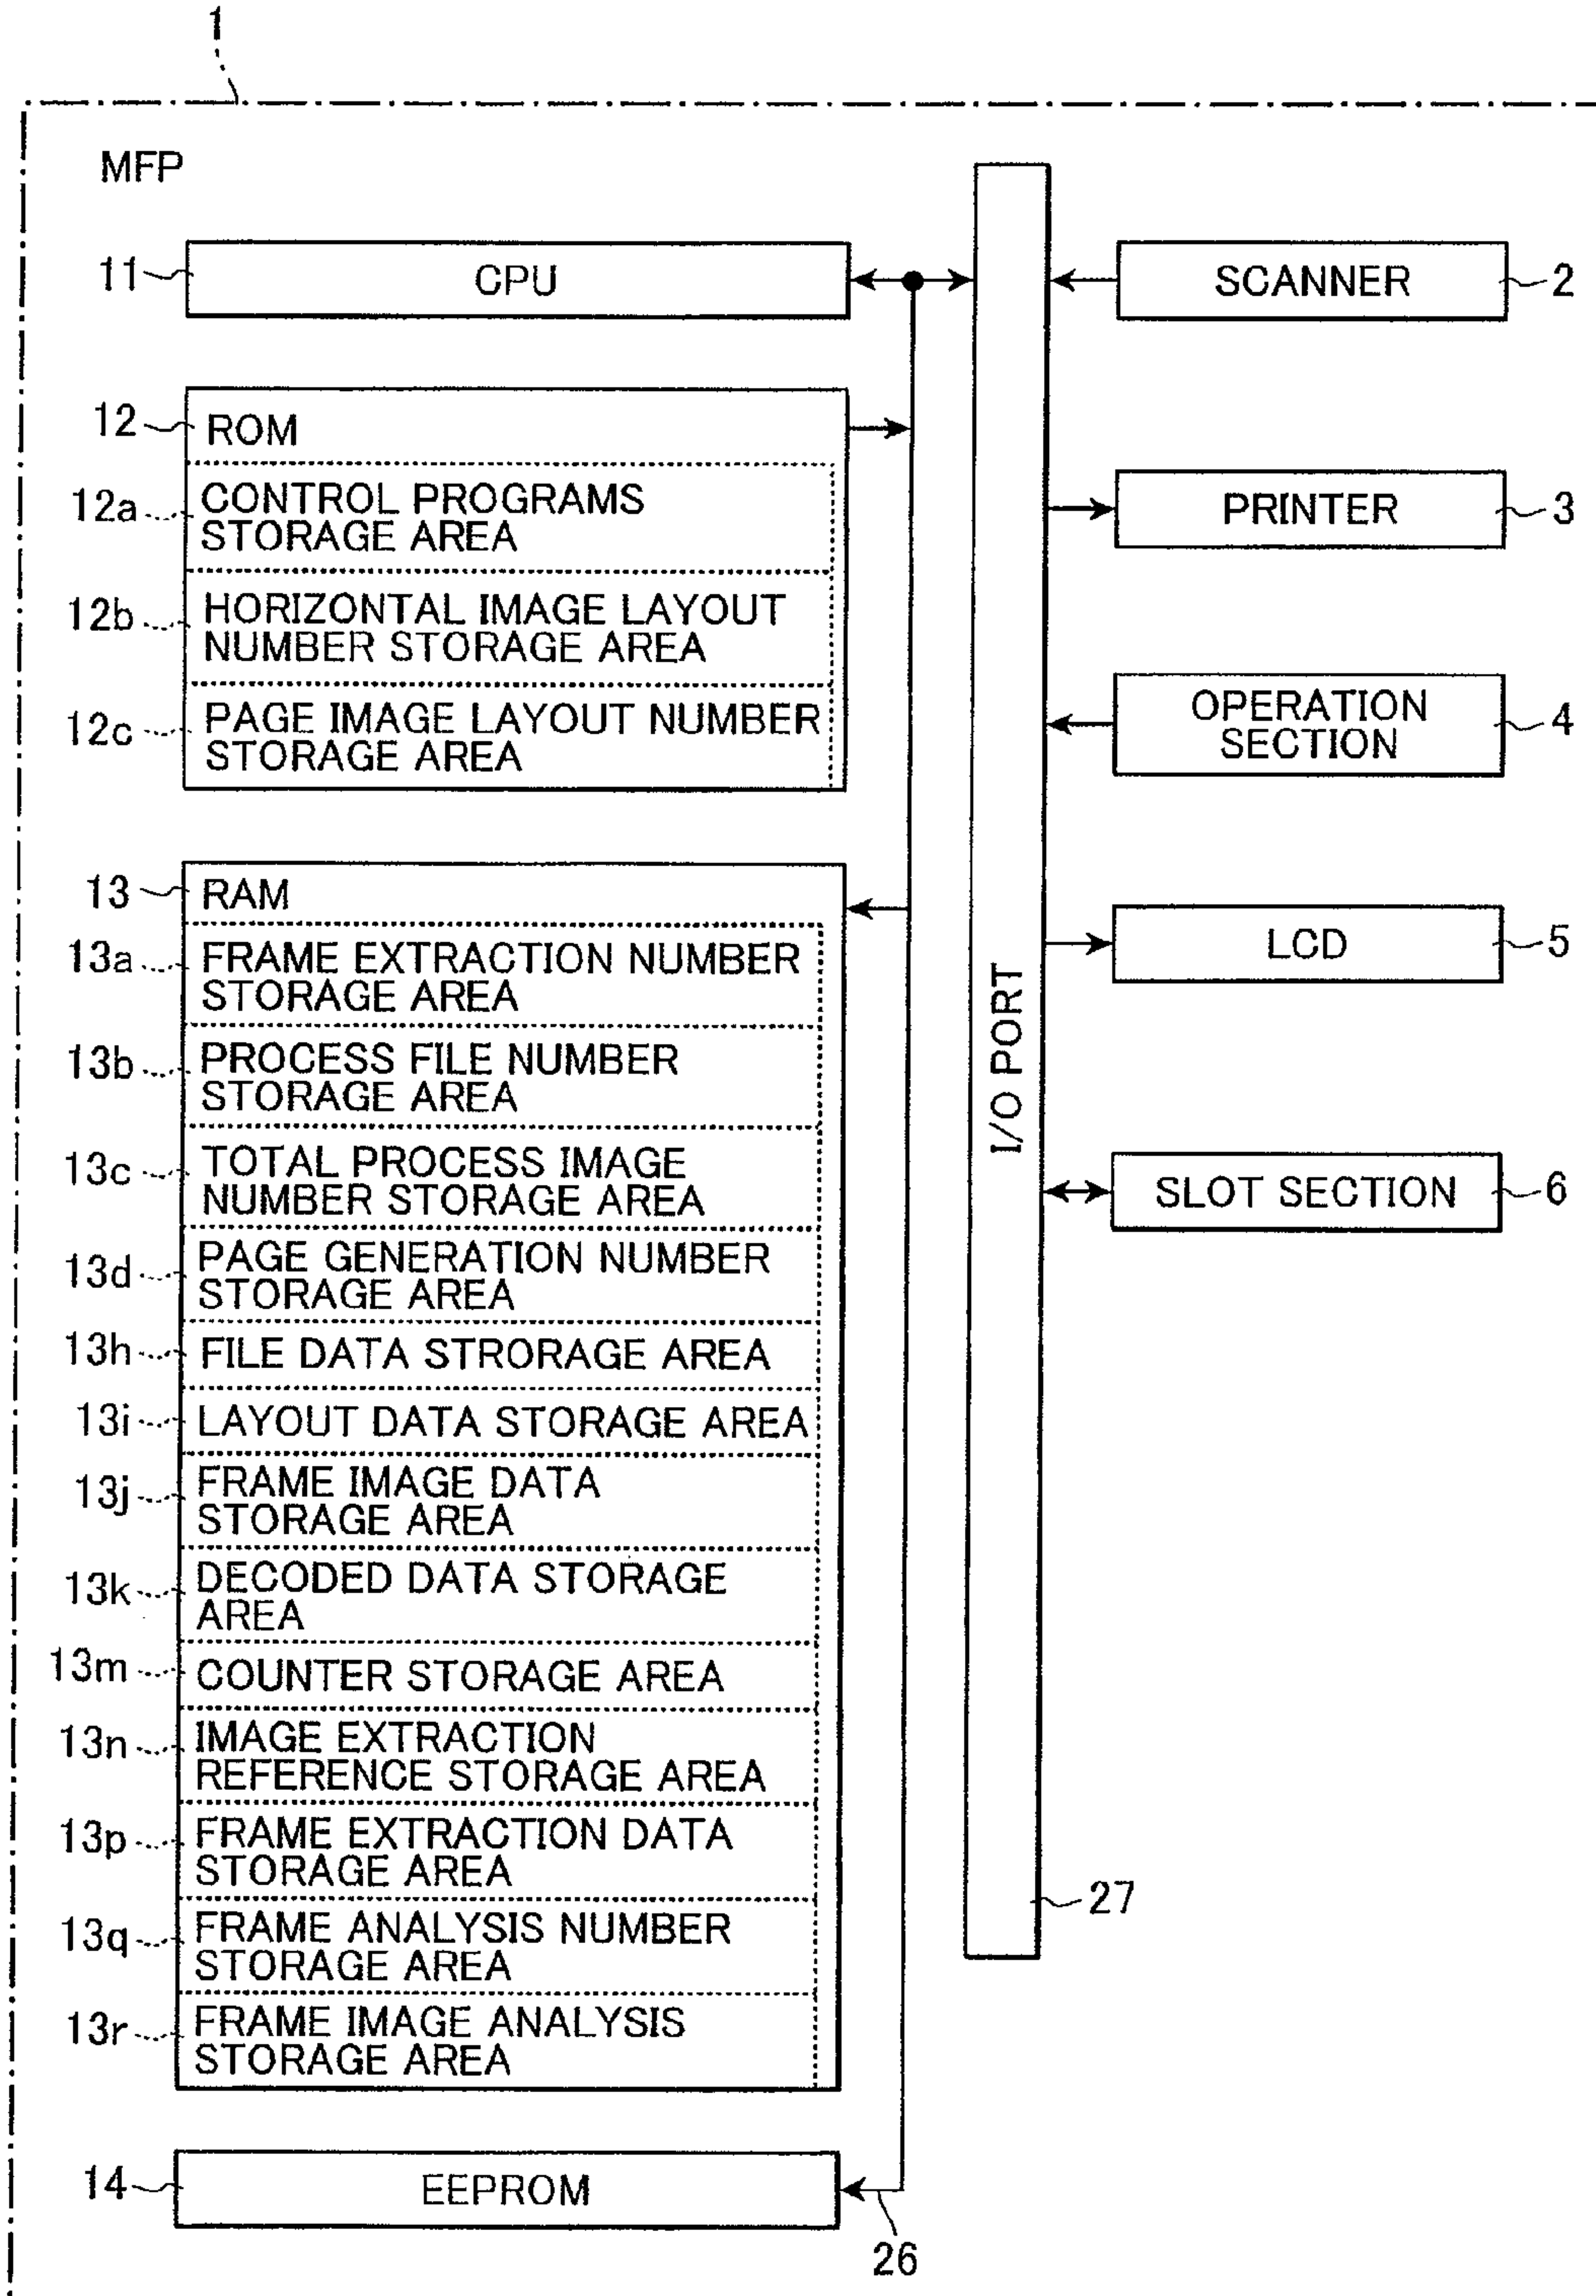 1
MFP
11
CPU
SCANNER
2
12
ROM
12a
CONTROL PROGRAMS
STORAGE AREA
PRINTER
3
12b
HORIZONTAL IMAGE LAYOUT
NUMBER STORAGE AREA
12c
PAGE IMAGE LAYOUT NUMBER
STORAGE AREA
OPERATION
SECTION
4
13
RAM
13a
FRAME EXTRACTION NUMBER
STORAGE AREA
LCD
5
13b
PROCESS FILE NUMBER
STORAGE AREA
I/O PORT
13c
TOTAL PROCESS IMAGE
NUMBER STORAGE AREA
SLOT SECTION
6
13d
PAGE GENERATION NUMBER
STORAGE AREA
13h
FILE DATA STRORAGE AREA
13i
LAYOUT DATA STORAGE AREA
13j
FRAME IMAGE DATA
STORAGE AREA
13k
DECODED DATA STORAGE
AREA
13m
COUNTER STORAGE AREA
13n
IMAGE EXTRACTION
REFERENCE STORAGE AREA
13p
FRAME EXTRACTION DATA
STORAGE AREA
27
13q
FRAME ANALYSIS NUMBER
STORAGE AREA
13r
FRAME IMAGE ANALYSIS
STORAGE AREA
14
EEPROM
26